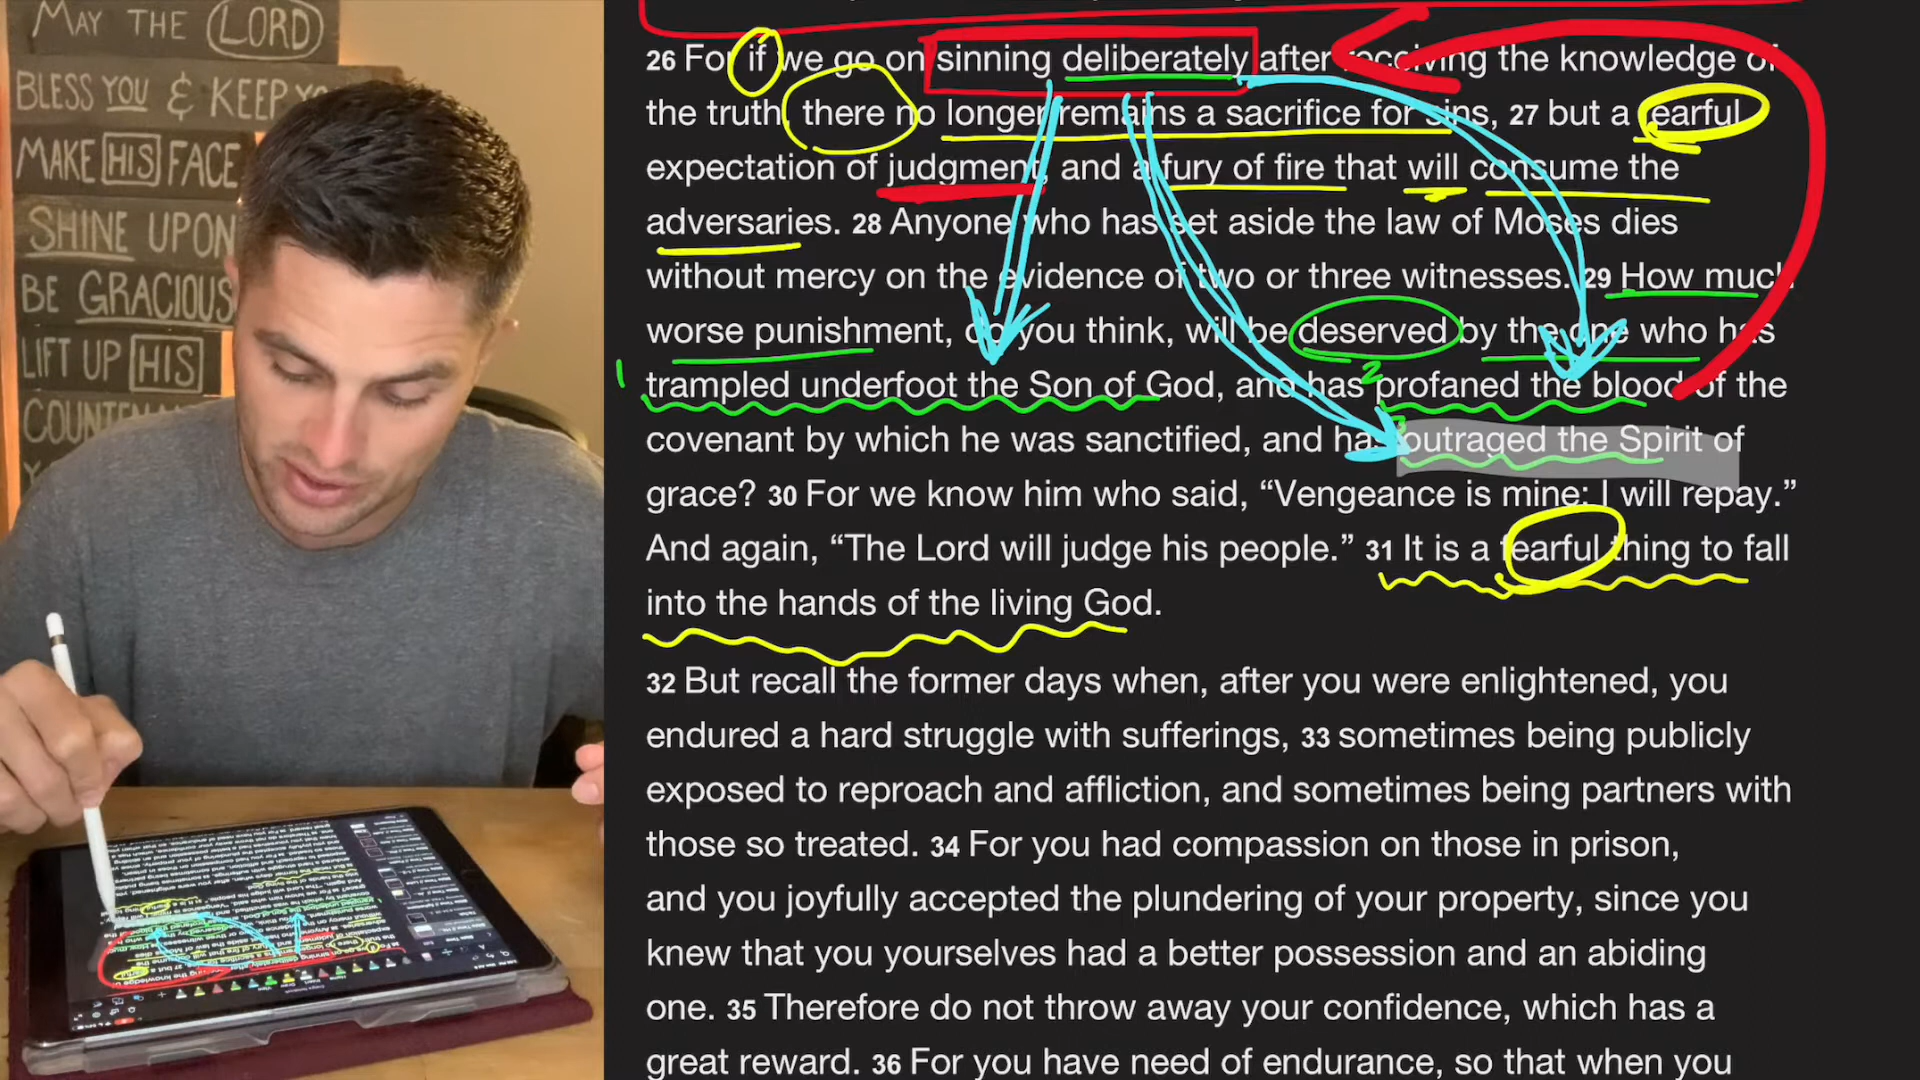 MAY THE LORD
BLESS YOU & KEEP
MAKE HIS FACE
SHINE UPON
BE GRACIOUS
LIFT UP HIS
26 For if we go on sinning deliberately after receiving the knowledge of
the truth, there no longer remains a sacrifice for sins, 27 but a fearful
expectation of judgment, and a fury of fire that will consume the
adversaries. 28 Anyone who has set aside the law of Moses dies
without mercy on the evidence of two or three witnesses. 29 How much
worse punishment, do you think, will be deserved by the one who has
1 trampled underfoot the Son of God, and has 2 profaned the blood of the
covenant by which he was sanctified, and has outraged the Spirit of
grace? 30 For we know him who said, “Vengeance is mine; I will repay.”
And again, “The Lord will judge his people.” 31 It is a fearful thing to fall
into the hands of the living God.
32 But recall the former days when, after you were enlightened, you
endured a hard struggle with sufferings, 33 sometimes being publicly
exposed to reproach and affliction, and sometimes being partners with
those so treated. 34 For you had compassion on those in prison,
and you joyfully accepted the plundering of your property, since you
knew that you yourselves had a better possession and an abiding
one. 35 Therefore do not throw away your confidence, which has a
great reward. 36 For you have need of endurance, so that when you